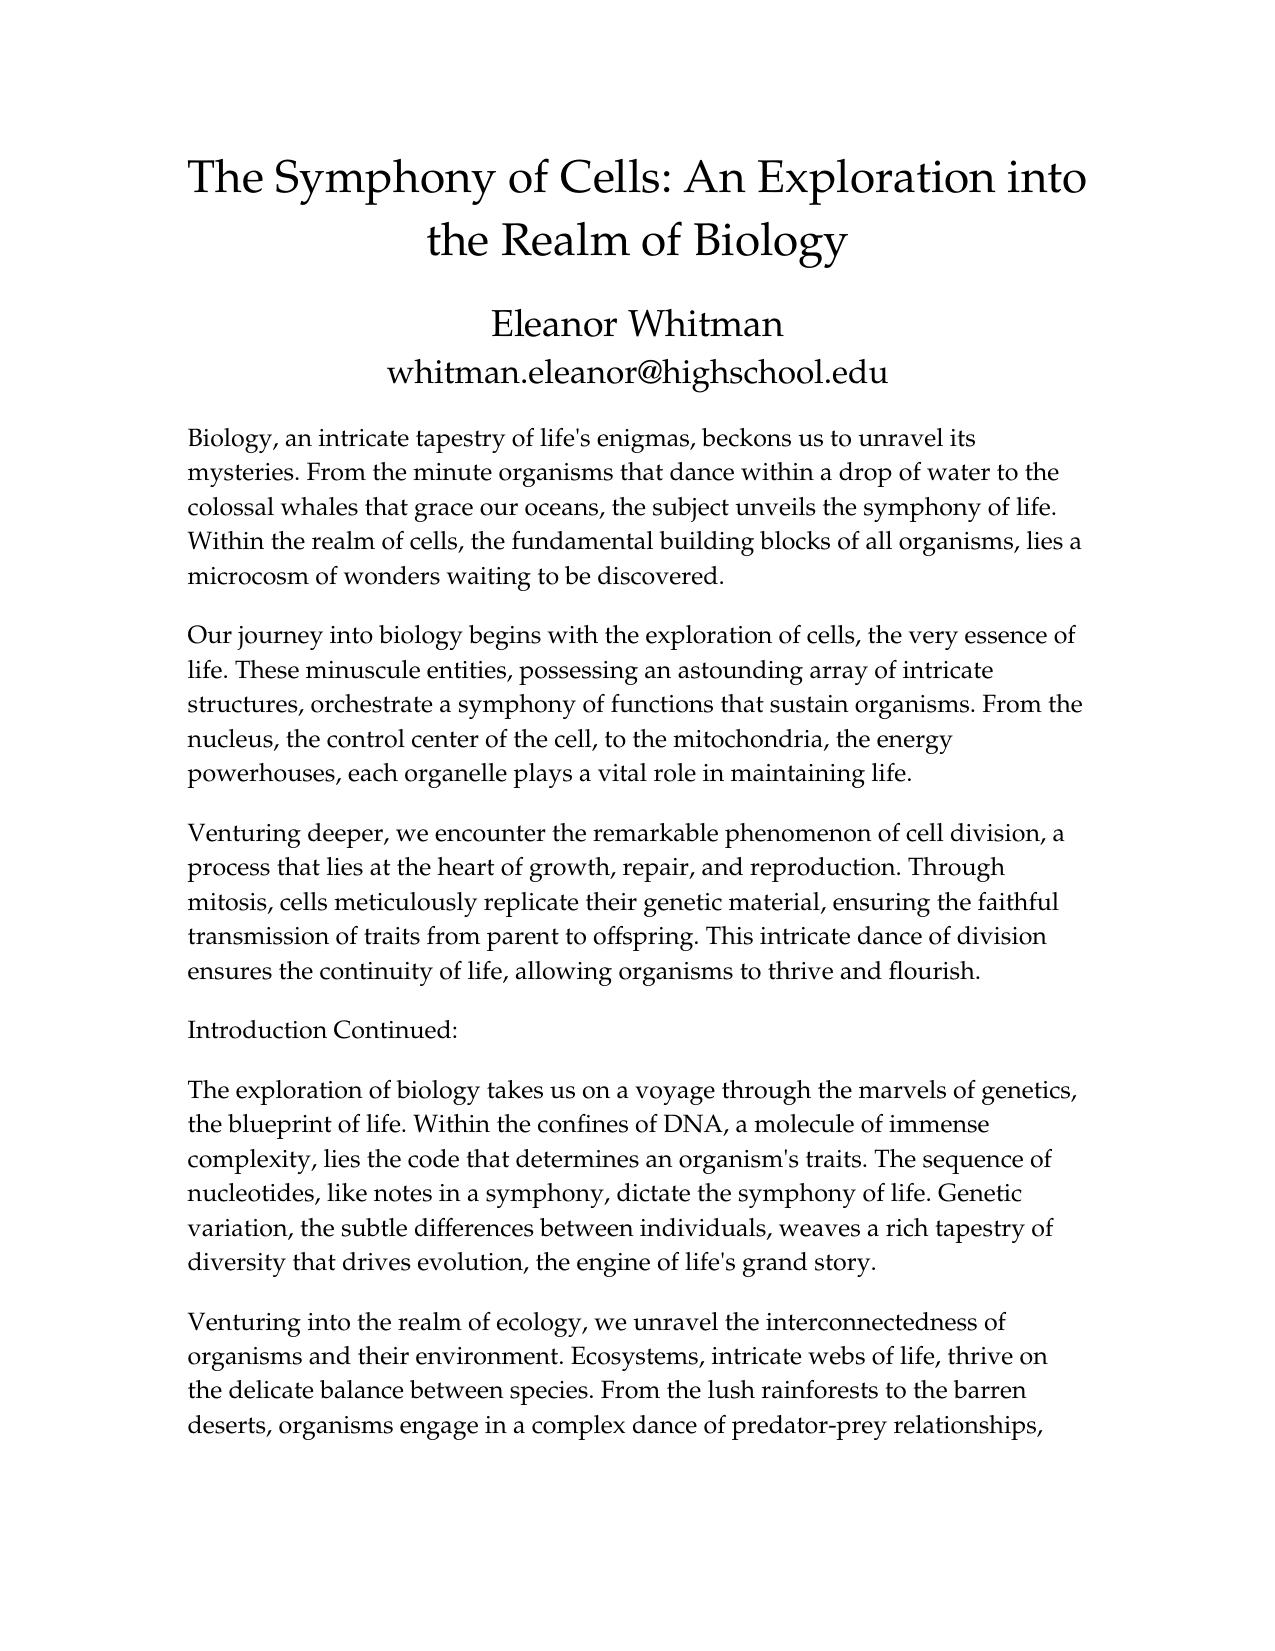 The Symphony of Cells: An Exploration into
the Realm of Biology
Eleanor Whitman
whitman.eleanor@highschool.edu
Biology, an intricate tapestry of life's enigmas, beckons us to unravel its
mysteries. From the minute organisms that dance within a drop of water to the
colossal whales that grace our oceans, the subject unveils the symphony of life.
Within the realm of cells, the fundamental building blocks of all organisms, lies a
microcosm of wonders waiting to be discovered.
Our journey into biology begins with the exploration of cells, the very essence of
life. These minuscule entities, possessing an astounding array of intricate
structures, orchestrate a symphony of functions that sustain organisms. From the
nucleus, the control center of the cell, to the mitochondria, the energy
powerhouses, each organelle plays a vital role in maintaining life.
Venturing deeper, we encounter the remarkable phenomenon of cell division, a
process that lies at the heart of growth, repair, and reproduction. Through
mitosis, cells meticulously replicate their genetic material, ensuring the faithful
transmission of traits from parent to offspring. This intricate dance of division
ensures the continuity of life, allowing organisms to thrive and flourish.
Introduction Continued:
The exploration of biology takes us on a voyage through the marvels of genetics,
the blueprint of life. Within the confines of DNA, a molecule of immense
complexity, lies the code that determines an organism's traits. The sequence of
nucleotides, like notes in a symphony, dictate the symphony of life. Genetic
variation, the subtle differences between individuals, weaves a rich tapestry of
diversity that drives evolution, the engine of life's grand story.
Venturing into the realm of ecology, we unravel the interconnectedness of
organisms and their environment. Ecosystems, intricate webs of life, thrive on
the delicate balance between species. From the lush rainforests to the barren
deserts, organisms engage in a complex dance of predator-prey relationships,